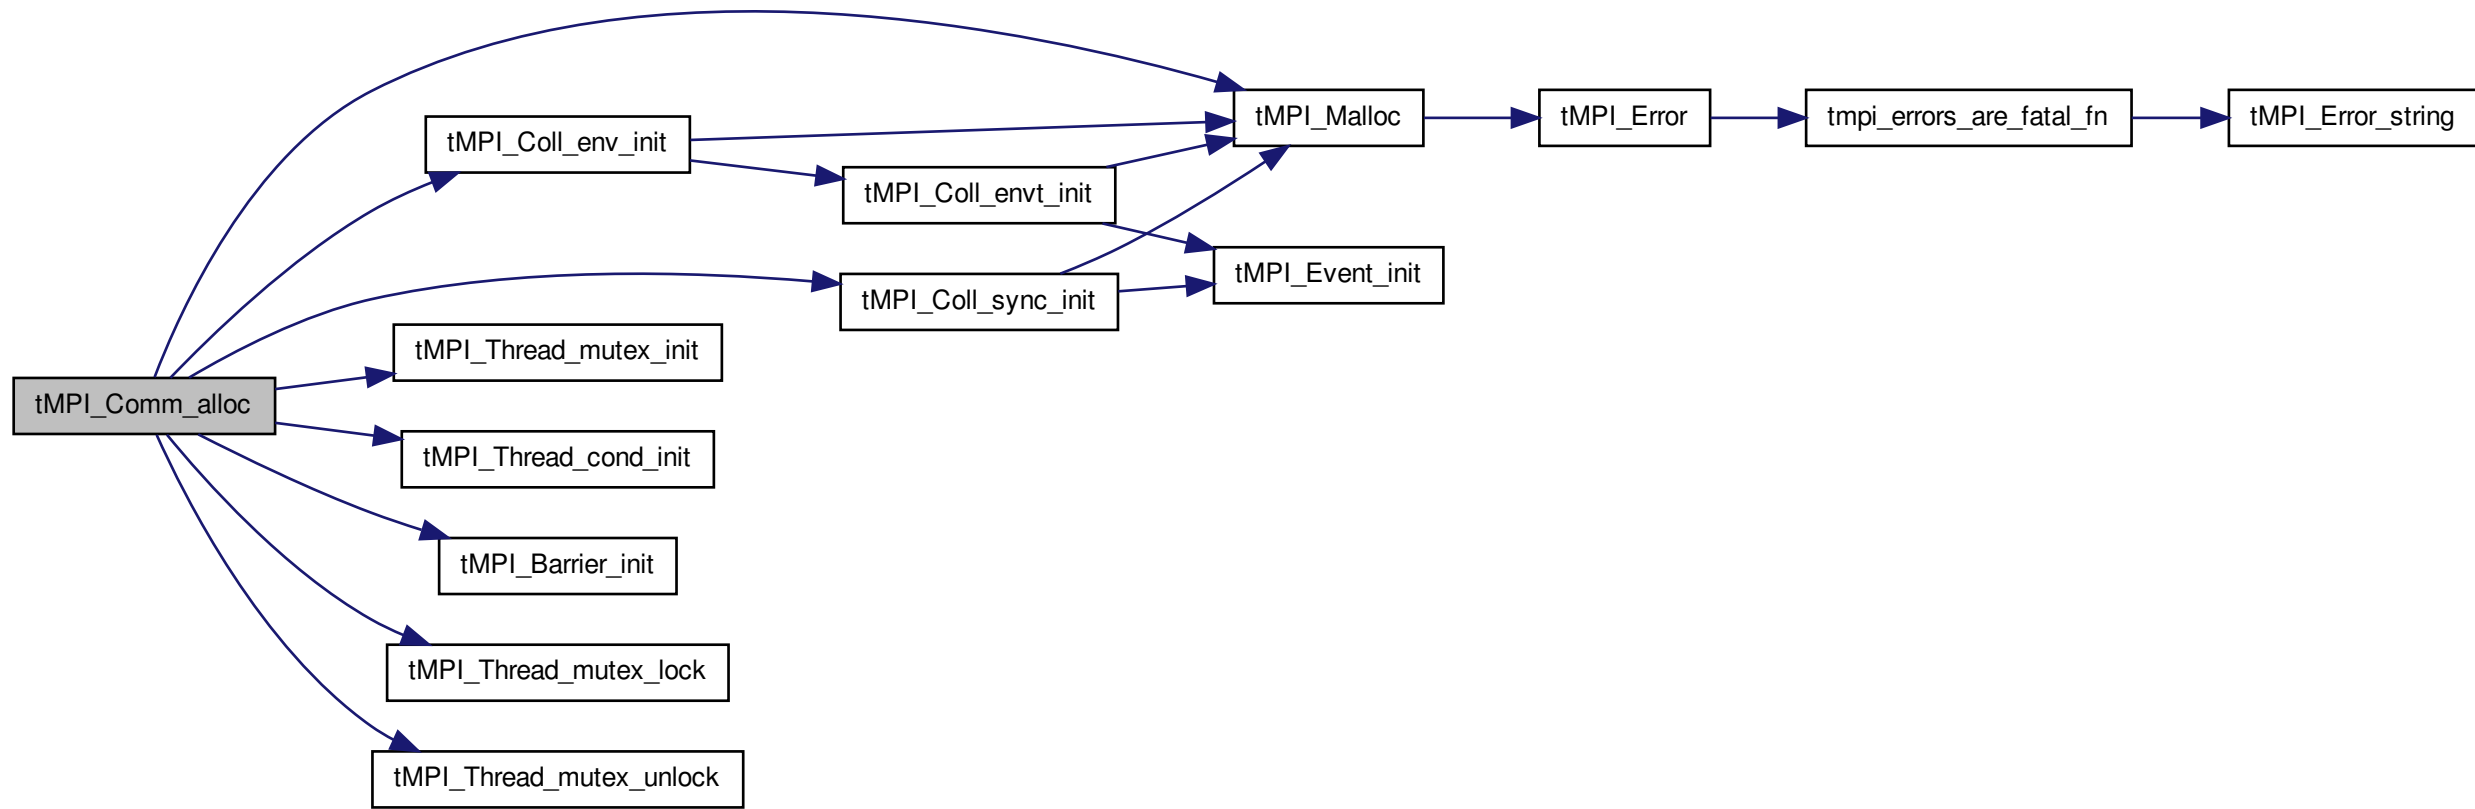 tMPI_Comm_alloc
tMPI_Coll_env_init
tMPI_Coll_envt_init
tMPI_Coll_sync_init
tMPI_Thread_mutex_init
tMPI_Thread_cond_init
tMPI_Barrier_init
tMPI_Thread_mutex_lock
tMPI_Thread_mutex_unlock
tMPI_Malloc
tMPI_Event_init
tMPI_Error
tmpi_errors_are_fatal_fn
tMPI_Error_string